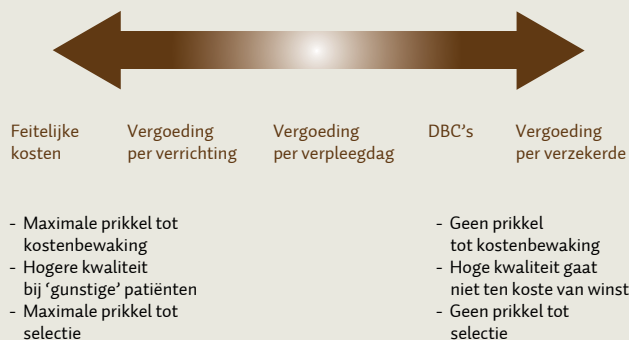 Feitelijke
kosten
Vergoeding
per verrichting
Vergoeding
per verpleegdag
DBC’s
Vergoeding
per verzekerde
- Maximale prikkel tot
kostenbewaking
- Hogere kwaliteit
bij ‘gunstige’ patiënten
- Maximale prikkel tot
selectie
- Geen prikkel
tot kostenbewaking
- Hoge kwaliteit gaat
niet ten koste van winst
- Geen prikkel tot
selectie